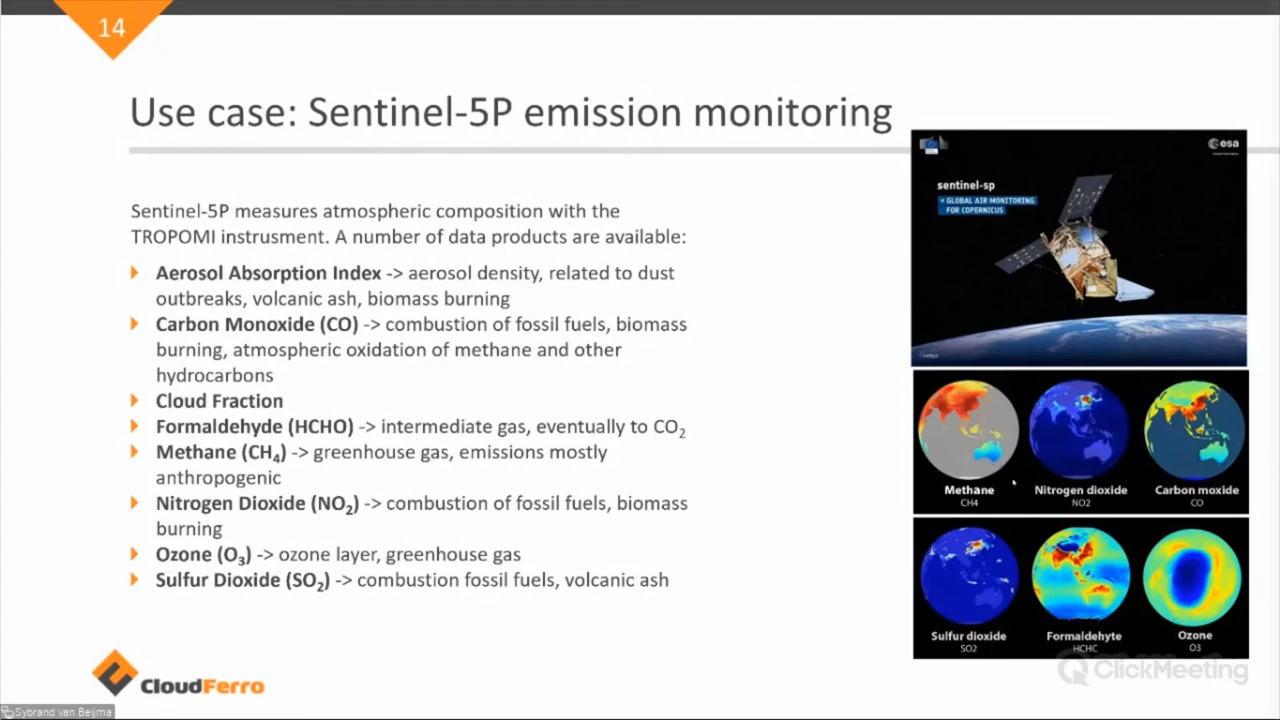 14
Use case: Sentinel-5P emission monitoring
Sentinel-5P measures atmospheric composition with the
TROPOMI instrusment. A number of data products are available:
Aerosol Absorption Index -> aerosol density, related to dust
outbreaks, volcanic ash, biomass burning
Carbon Monoxide (CO) -> combustion of fossil fuels, biomass
burning, atmospheric oxidation of methane and other
hydrocarbons
Cloud Fraction
Formaldehyde (HCHO) -> intermediate gas, eventually to CO2
Methane (CH4) -> greenhouse gas, emissions mostly
anthropogenic
Nitrogen Dioxide (NO2) -> combustion of fossil fuels, biomass
burning
Ozone (O3) -> ozone layer, greenhouse gas
Sulfur Dioxide (SO2) -> combustion fossil fuels, volcanic ash
esa
sentinel-5p
+ GLOBAL AIR MONITORING
FOR COPERNICUS
Methane
CH4
Nitrogen dioxide
NO2
Carbon moxide
CO
Sulfur dioxide
SO2
Formaldehyte
HCHC
Ozone
O3
ClickMeeting
CloudFerro
Sybrand van Beijma